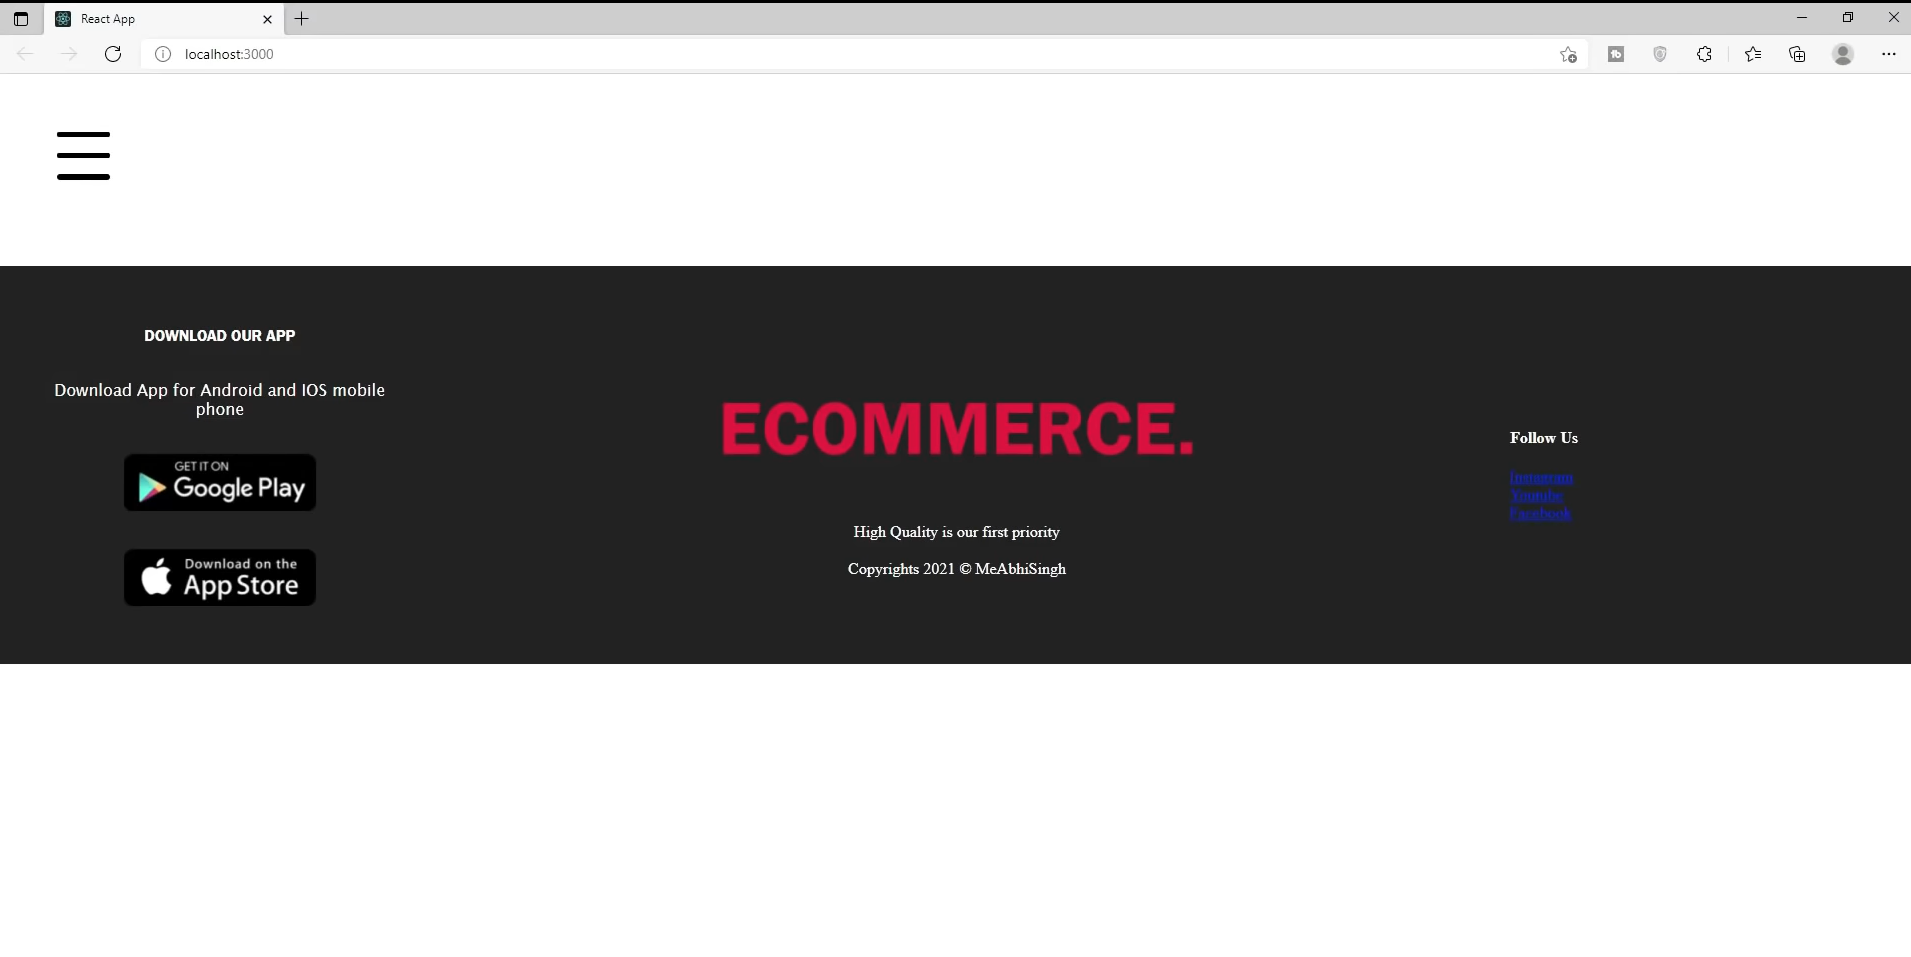 React App
localhost:3000
DOWNLOAD OUR APP
Download App for Android and IOS mobile
phone
GET IT ON
Google Play
Download on the
App Store
ECOMMERCE.
High Quality is our first priority
Copyrights 2021 © MeAbhiSingh
Follow Us
Instagram
Youtube
Facebook